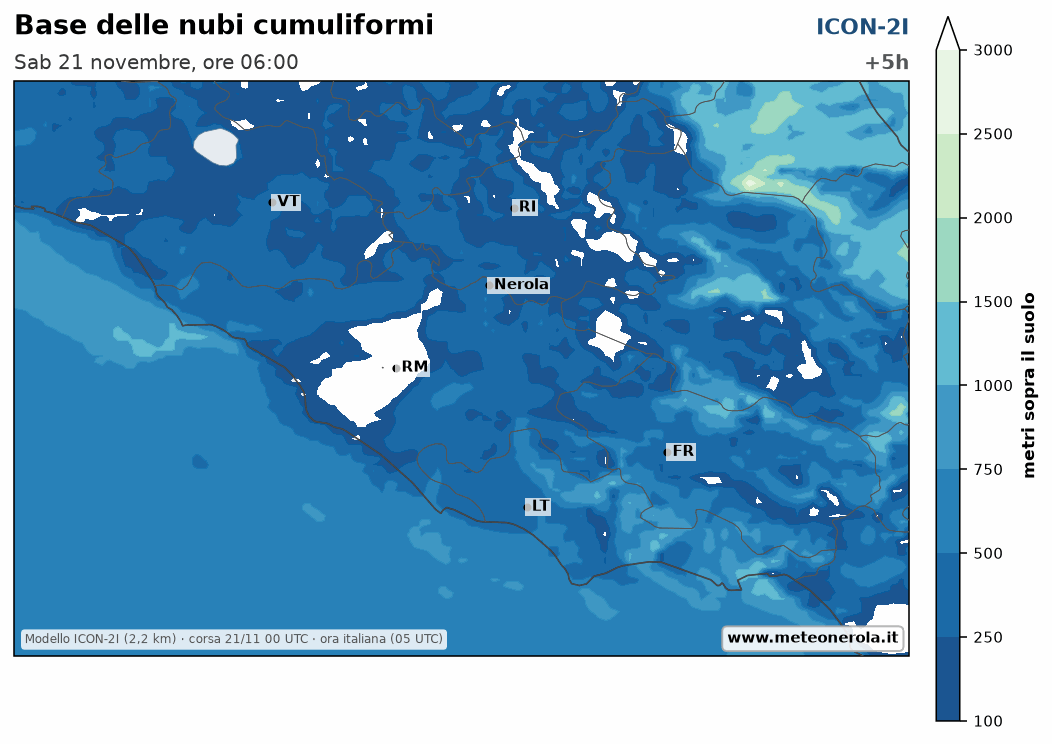 Base delle nubi cumuliformi
ICON-2I
Sab 21 novembre, ore 06:00
+5h
3000
2500
2000
1500
1000
750
500
250
100
metri sopra il suolo
VT
RI
Nerola
RM
FR
LT
Modello ICON-2I (2,2 km) · corsa 21/11 00 UTC · ora italiana (05 UTC)
www.meteonerola.it